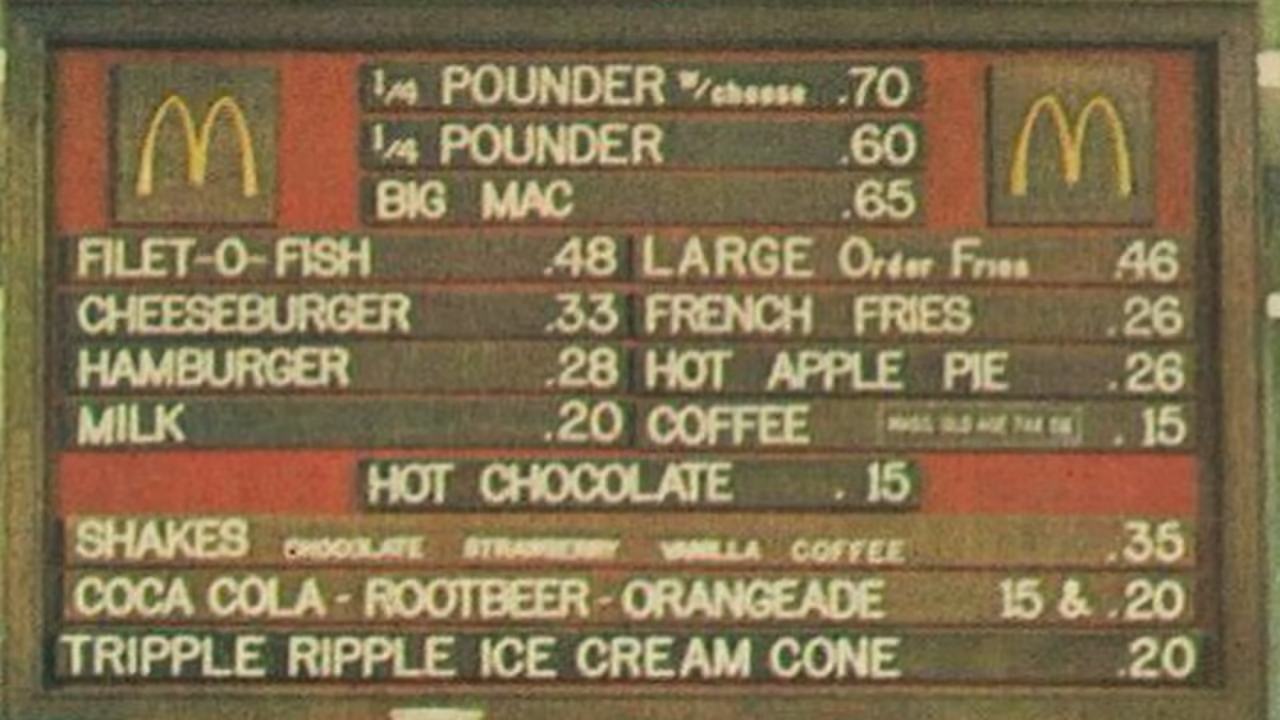 1/4 POUNDER w/cheese .70
1/4 POUNDER .60
BIG MAC .65
FILET-O-FISH .48 LARGE Order Fries .46
CHEESEBURGER .33 FRENCH FRIES .26
HAMBURGER .28 HOT APPLE PIE .26
MILK .20 COFFEE . 15
HOT CHOCOLATE . 15
SHAKES CHOCOLATE STRAWBERRY VANILLA COFFEE .35
COCA COLA - ROOTBEER - ORANGEADE 15 & .20
TRIPPLE RIPPLE ICE CREAM CONE .20